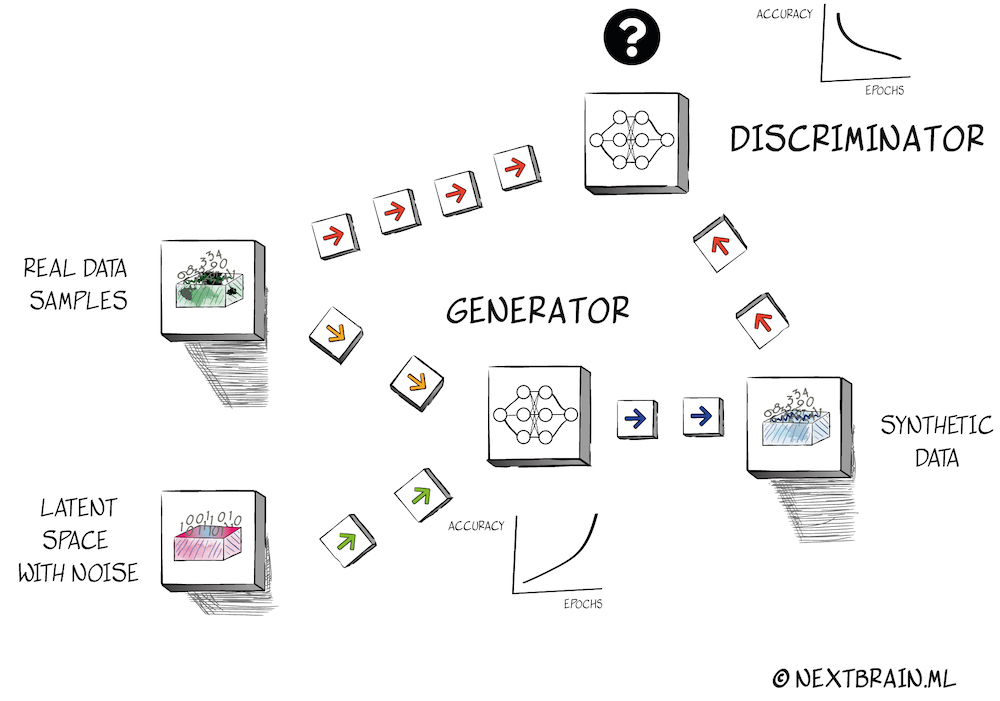 ACCURACY
EPOCHS
?
DISCRIMINATOR
REAL DATA
SAMPLES
GENERATOR
SYNTHETIC
DATA
LATENT
SPACE
WITH NOISE
ACCURACY
EPOCHS
© NEXTBRAIN.ML